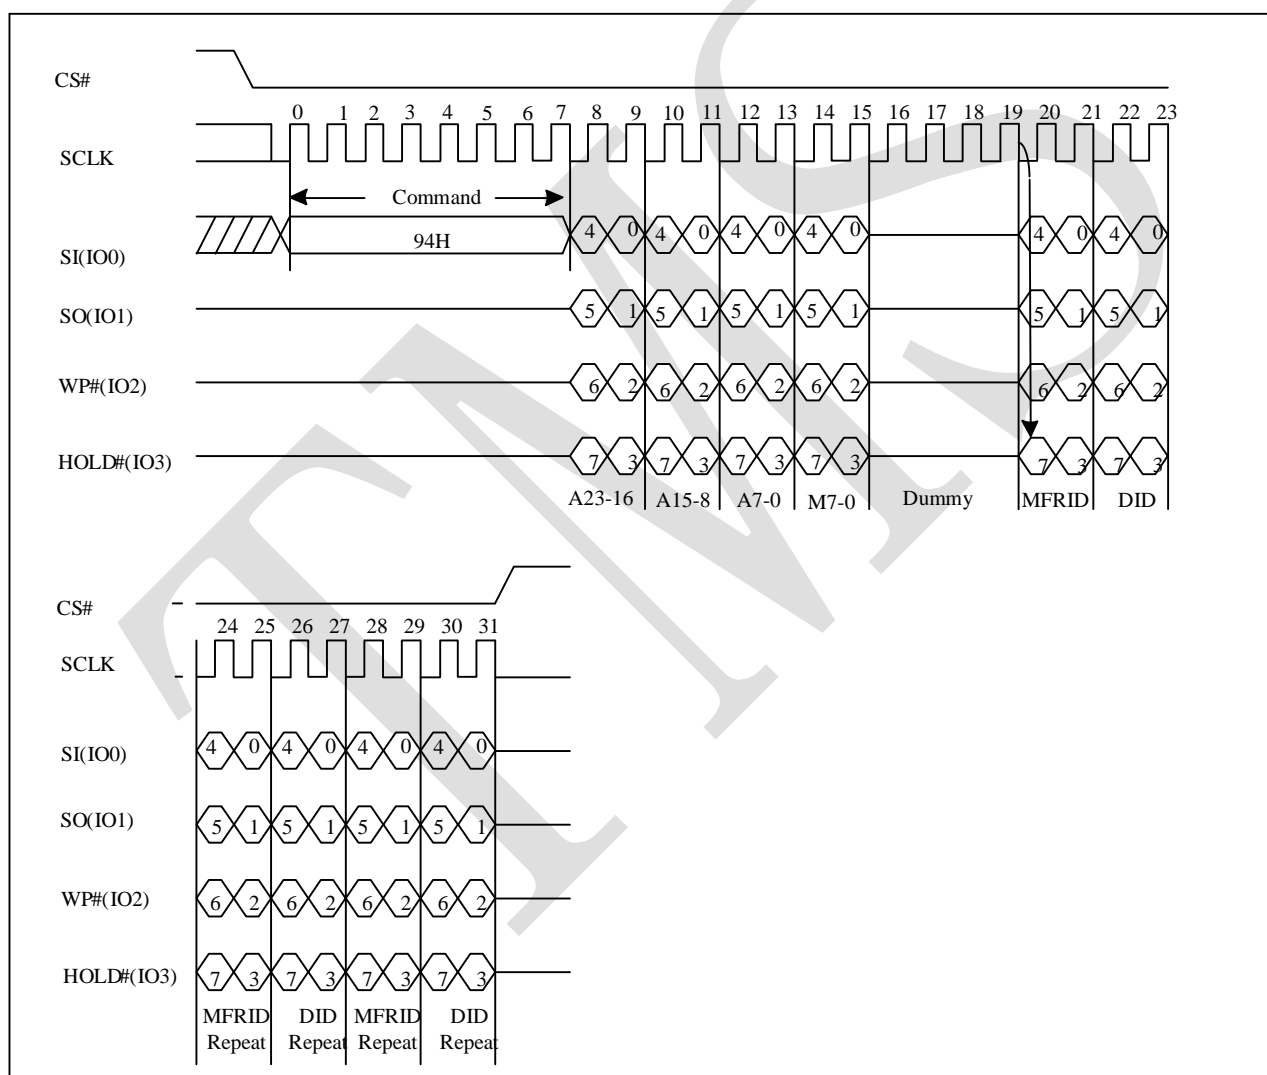 CS#
0 1 2 3 4 5 6 7 8 9 10 11 12 13 14 15 16 17 18 19 20 21 22 23
SCLK
Command
94H
SI(IO0)
4 0 4 0 4 0 4 0 4 0 4 0
SO(IO1)
5 1 5 1 5 1 5 1 5 1 5 1
WP#(IO2)
6 2 6 2 6 2 6 2 6 2 6 2
HOLD#(IO3)
7 3 7 3 7 3 7 3 7 3 7 3
A23-16 A15-8 A7-0 M7-0 Dummy MFRID DID
CS#
24 25 26 27 28 29 30 31
SCLK
SI(IO0)
4 0 4 0 4 0 4 0
SO(IO1)
5 1 5 1 5 1 5 1
WP#(IO2)
6 2 6 2 6 2 6 2
HOLD#(IO3)
7 3 7 3 7 3 7 3
MFRID DID MFRID DID
Repeat Repeat Repeat Repeat
TMS